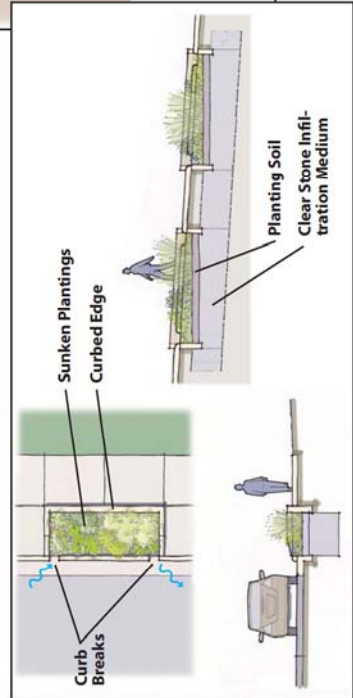 Sunken Plantings
Curbed Edge
Curb
Breaks
Planting Soil
Clear Stone Infil-
tration Medium